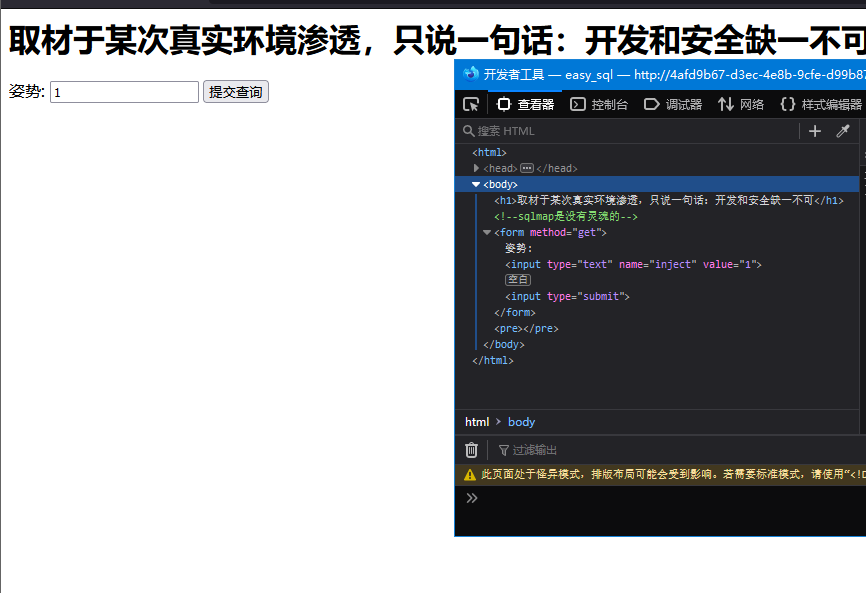 取材于某次真实环境渗透，只说一句话：开发和安全缺一不可
姿势: 1 提交查询
开发者工具 — easy_sql — http://4afd9b67-d3ec-4e8b-9cfe-d99b87
查看器 控制台 调试器 网络 {} 样式编辑器
搜索 HTML
<html>
<head>⋯</head>
<body>
<h1>取材于某次真实环境渗透，只说一句话：开发和安全缺一不可</h1>
<!--sqlmap是没有灵魂的-->
<form method="get">
姿势:
<input type="text" name="inject" value="1">
空白
<input type="submit">
</form>
<pre></pre>
</body>
</html>
html > body
过滤输出
此页面处于怪异模式，排版布局可能会受到影响。若需要标准模式，请使用“<!D
>>